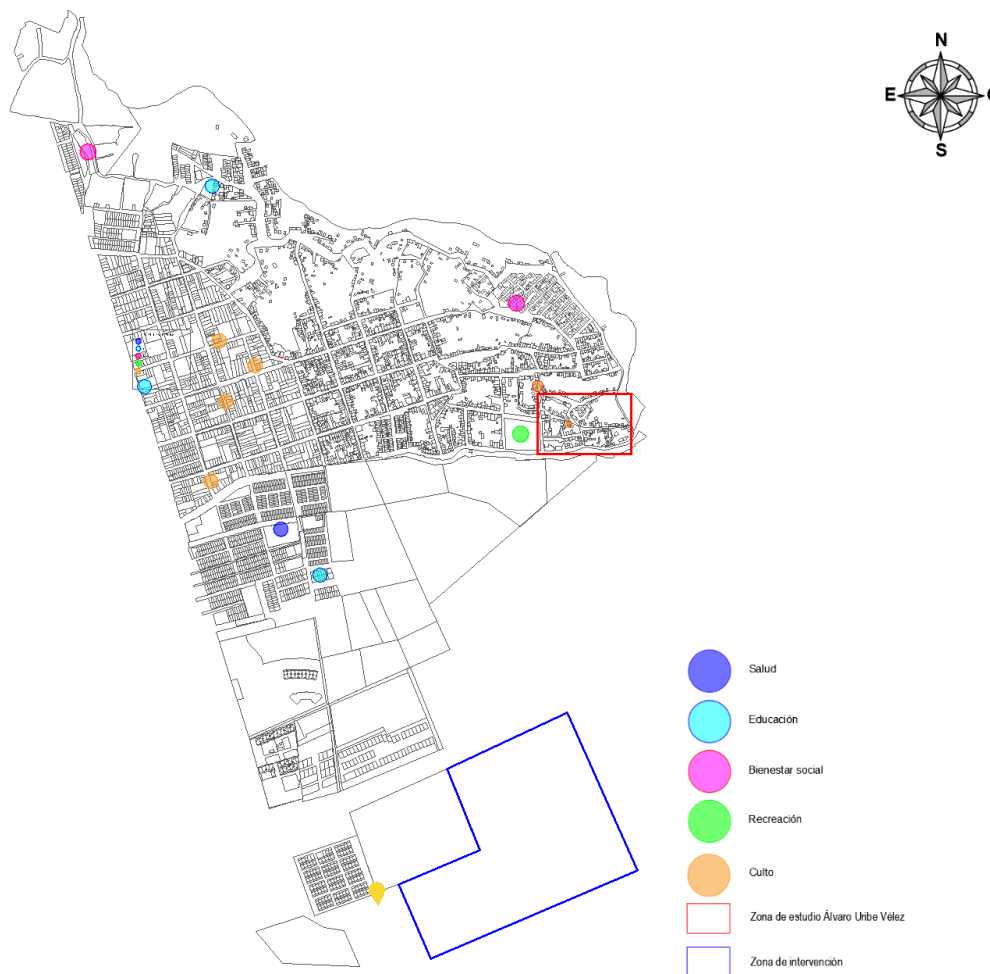 N
E
O
S
Salud
Educación
Bienestar social
Recreación
Culto
Zona de estudio Álvaro Uribe Vélez
Zona de intervención